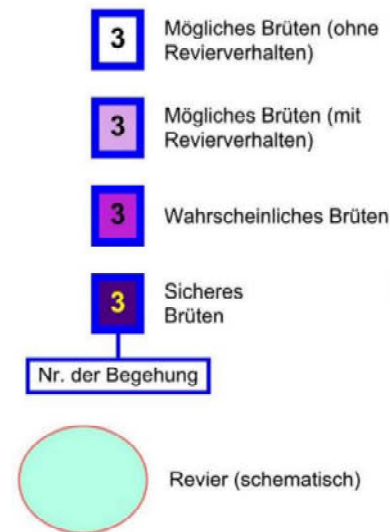 3 Mögliches Brüten (ohne
Revierverhalten)
3 Mögliches Brüten (mit
Revierverhalten)
3 Wahrscheinliches Brüten
3 Sicheres
Brüten
Nr. der Begehung
Revier (schematisch)